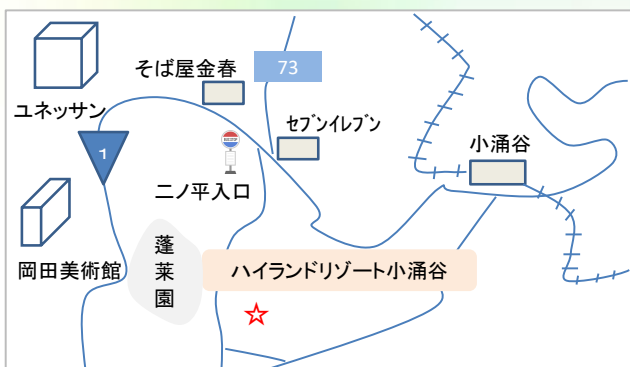 そば屋金春
73
ユネッサン
セブンイレブン
小涌谷
1
二ノ平入口
蓬莱園
岡田美術館
ハイランドリゾート小涌谷